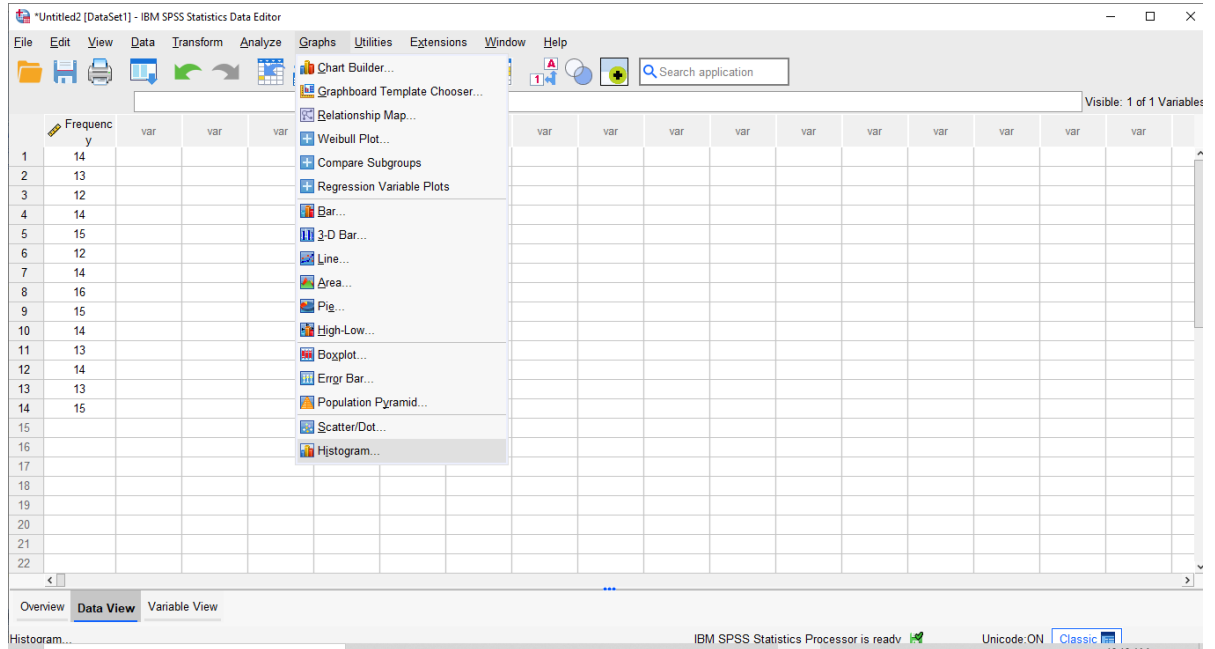 *Untitled2 [DataSet1] - IBM SPSS Statistics Data Editor
File Edit View Data Transform Analyze Graphs Utilities Extensions Window Help
Search application
Visible: 1 of 1 Variables
Frequenc
y
var var var var var var var var var var var var var
1 14
2 13
3 12
4 14
5 15
6 12
7 14
8 16
9 15
10 14
11 13
12 14
13 13
14 15
15
16
17
18
19
20
21
22
Chart Builder...
Graphboard Template Chooser...
Relationship Map...
Weibull Plot...
Compare Subgroups
Regression Variable Plots
Bar...
3-D Bar...
Line...
Area...
Pie...
High-Low...
Boxplot...
Error Bar...
Population Pyramid...
Scatter/Dot...
Histogram...
Overview Data View Variable View
Histogram... IBM SPSS Statistics Processor is ready Unicode:ON Classic